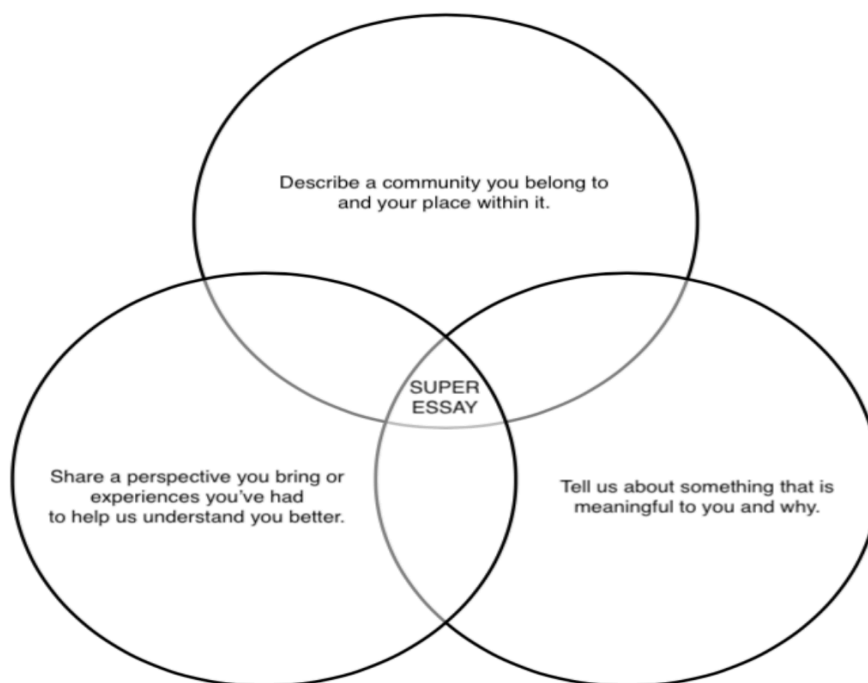 Describe a community you belong to
and your place within it.
SUPER
ESSAY
Share a perspective you bring or
experiences you've had
to help us understand you better.
Tell us about something that is
meaningful to you and why.